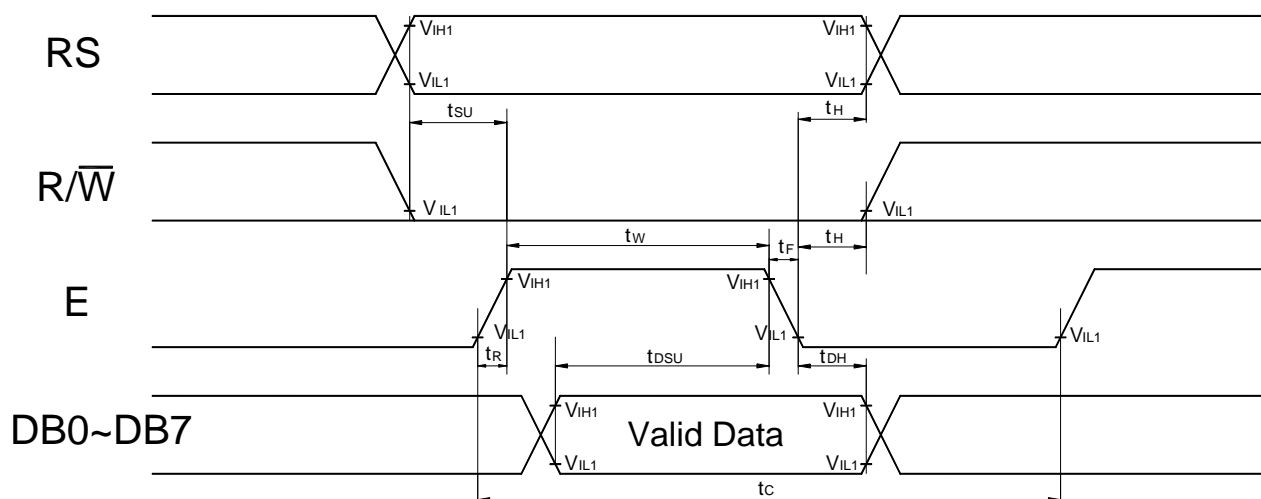 RS
VIH1 VIH1
VIL1 VIL1
tSU tH
R/W̅
VIL1 VIL1
tW tF tH
E
VIH1 VIH1
VIL1 VIL1 VIL1
tR tDSU tDH
DB0~DB7
VIH1 VIH1
Valid Data
VIL1 VIL1
tC